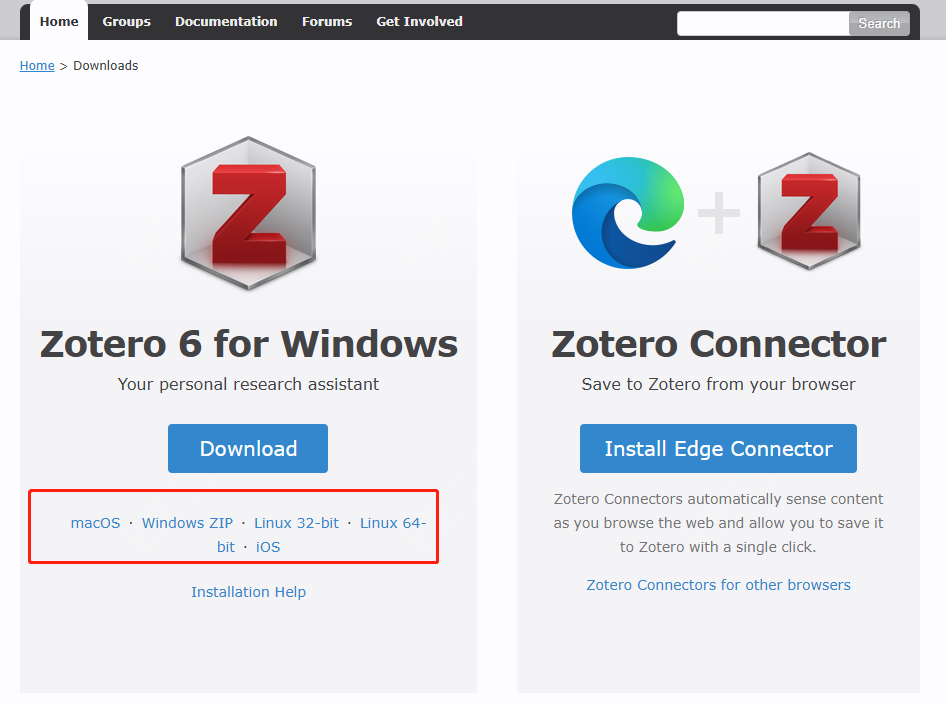 Home Groups Documentation Forums Get Involved Search
Home > Downloads
Zotero 6 for Windows
Your personal research assistant
Download
macOS · Windows ZIP · Linux 32-bit · Linux 64-
bit · iOS
Installation Help
Zotero Connector
Save to Zotero from your browser
Install Edge Connector
Zotero Connectors automatically sense content
as you browse the web and allow you to save it
to Zotero with a single click.
Zotero Connectors for other browsers